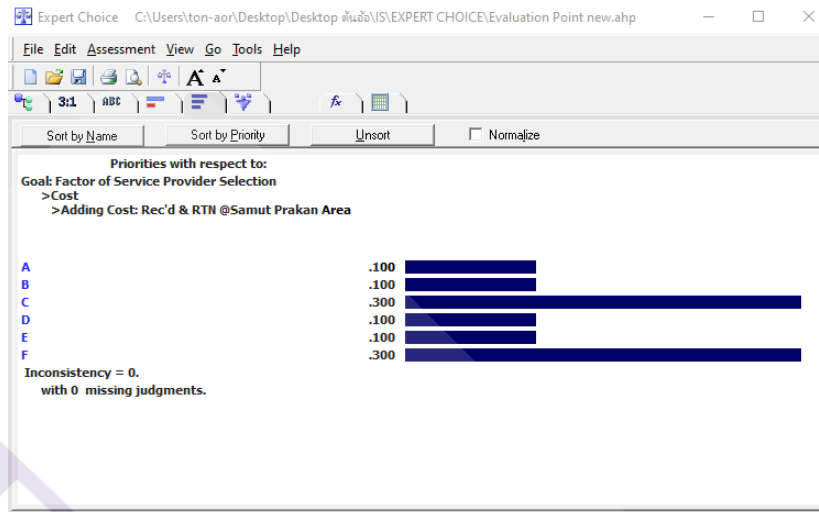 Expert Choice C:\Users\ton-aor\Desktop\Desktop ต้นอ้อ\IS\EXPERT CHOICE\Evaluation Point new.ahp
File Edit Assessment View Go Tools Help
A A
3:1 ABC fx
Sort by Name Sort by Priority Unsort Normalize
Priorities with respect to:
Goal: Factor of Service Provider Selection
>Cost
>Adding Cost: Rec'd & RTN @Samut Prakan Area
A .100
B .100
C .300
D .100
E .100
F .300
Inconsistency = 0.
with 0 missing judgments.